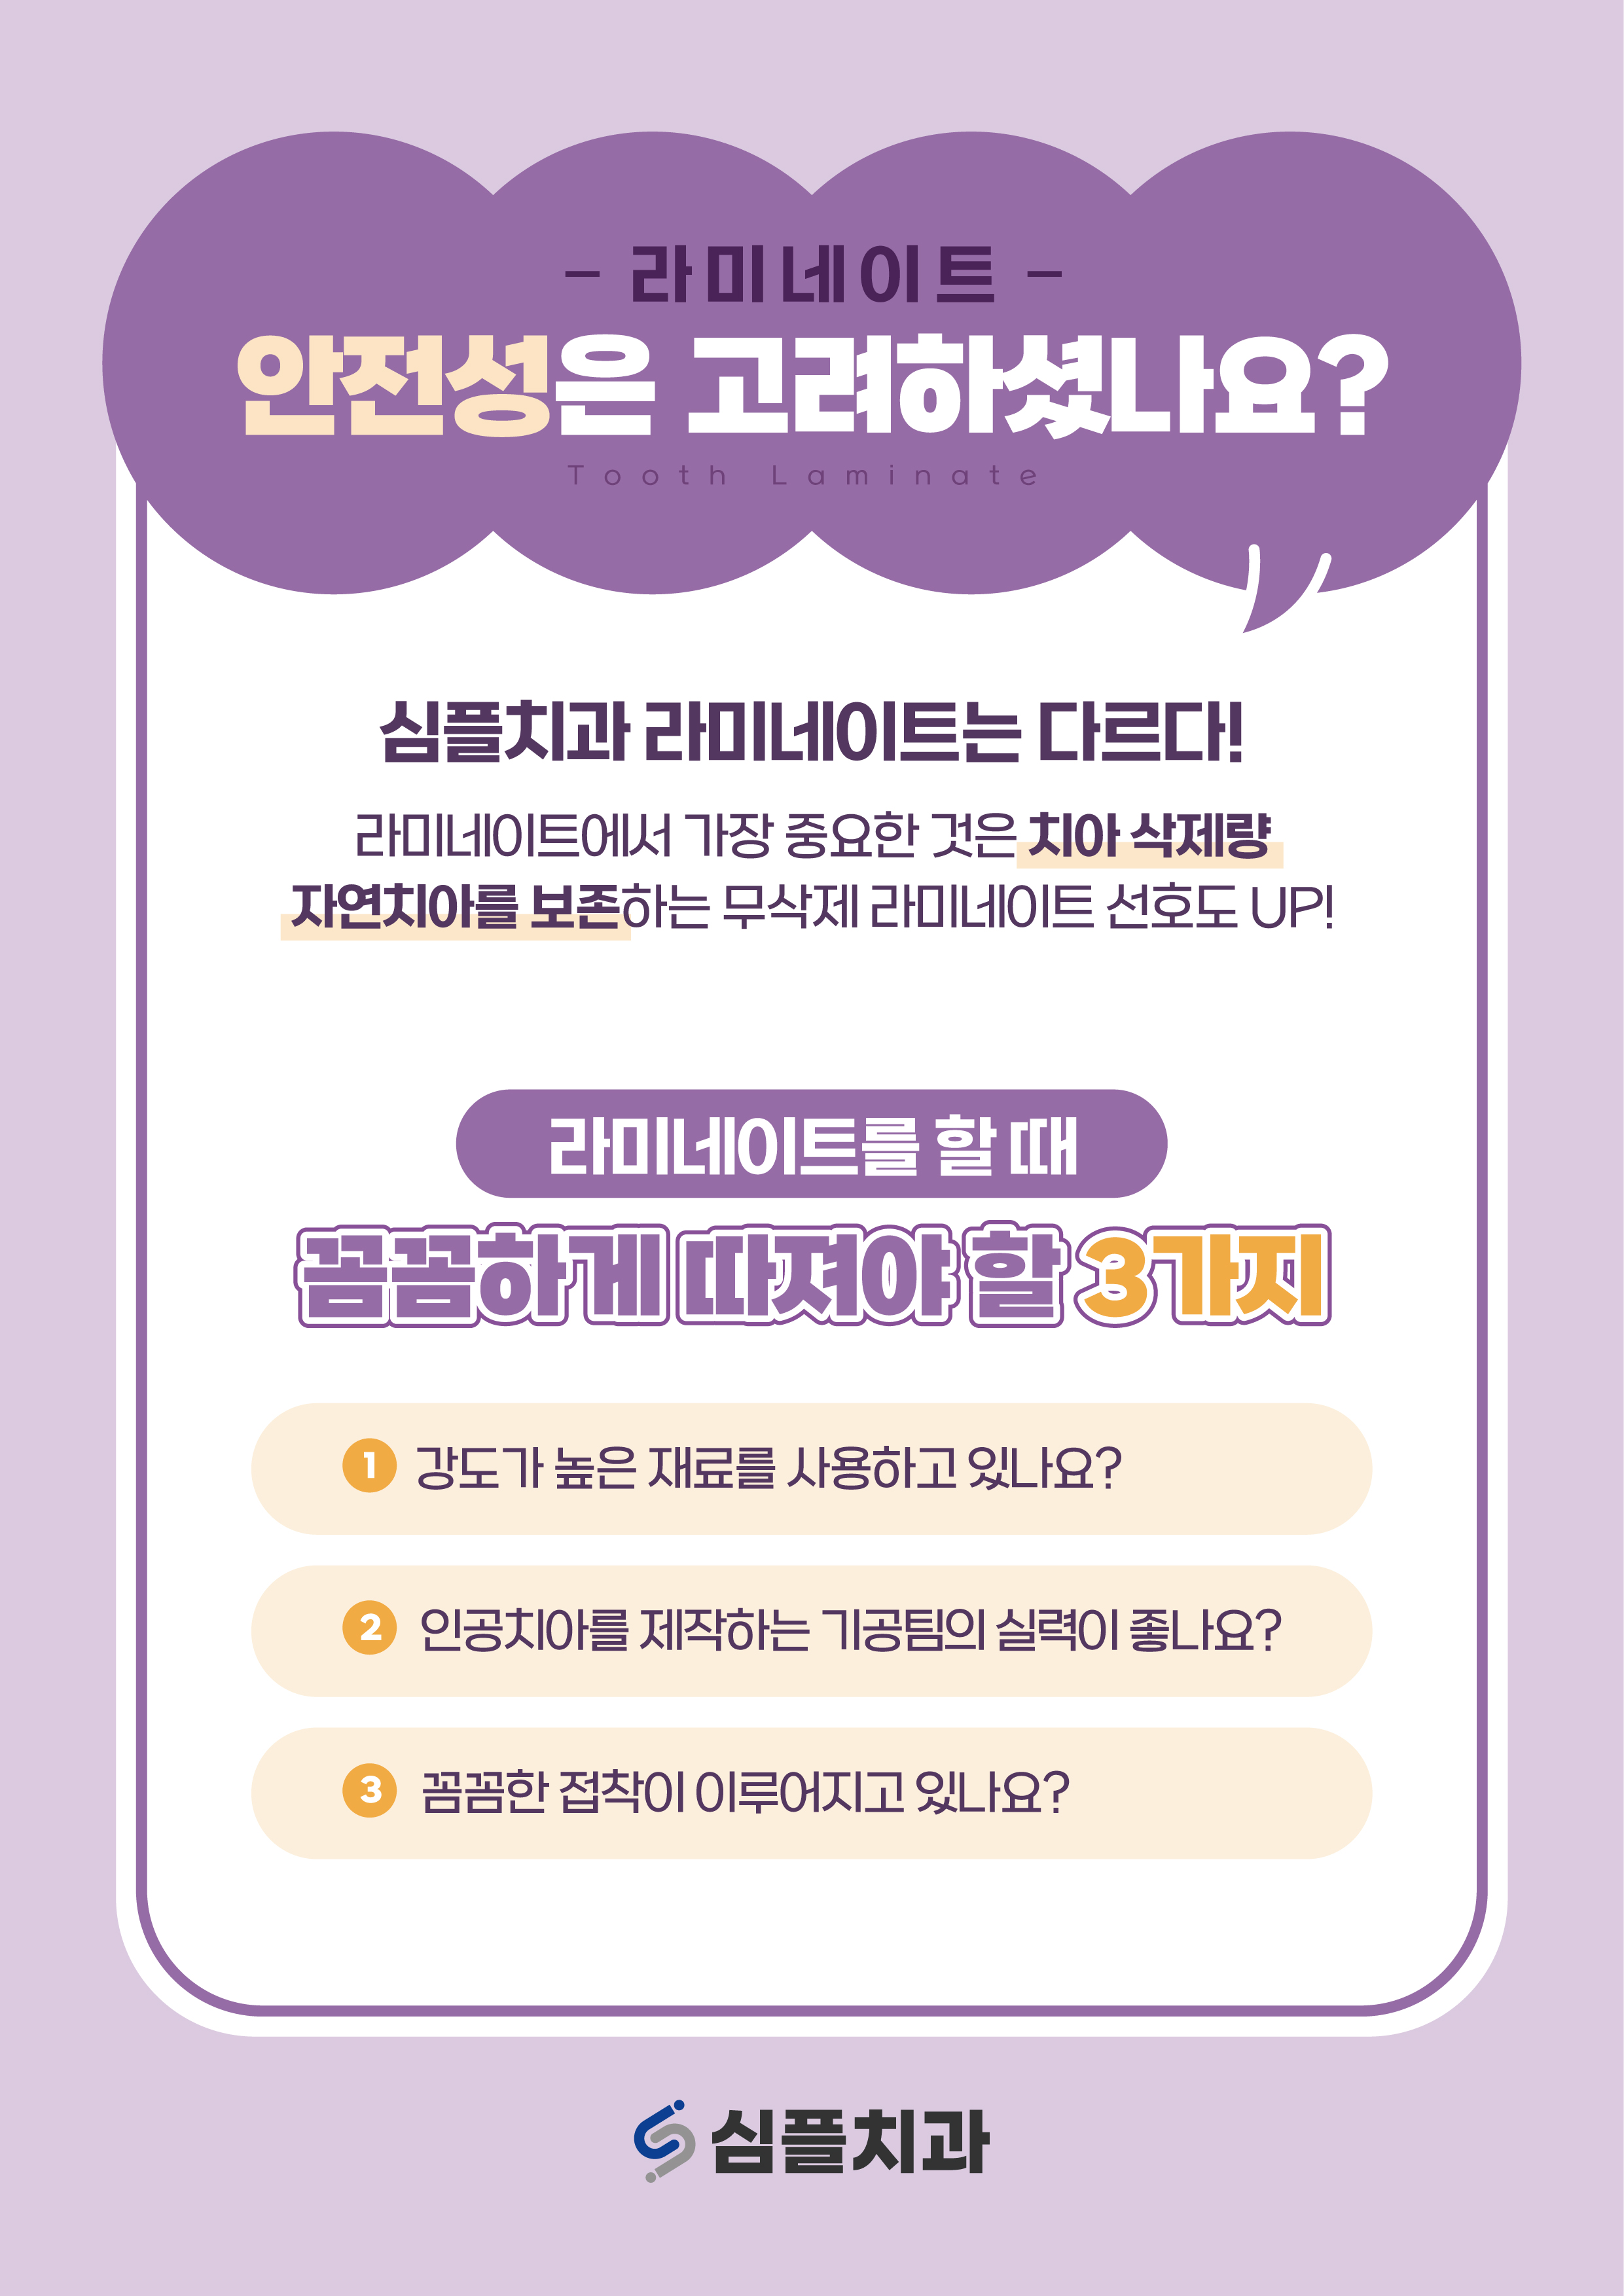 - 라미네이트 -
안전성은 고려하셨나요?
Tooth Laminate
심플치과 라미네이트는 다르다!
라미네이트에서 가장 중요한 것은 치아 삭제량
자연치아를 보존하는 무삭제 라미네이트 선호도 UP!
라미네이트를 할 때
꼼꼼하게 따져야 할 3가지
1 강도가 높은 재료를 사용하고 있나요?
2 인공치아를 제작하는 기공팀의 실력이 좋나요?
3 꼼꼼한 접착이 이루어지고 있나요?
심플치과